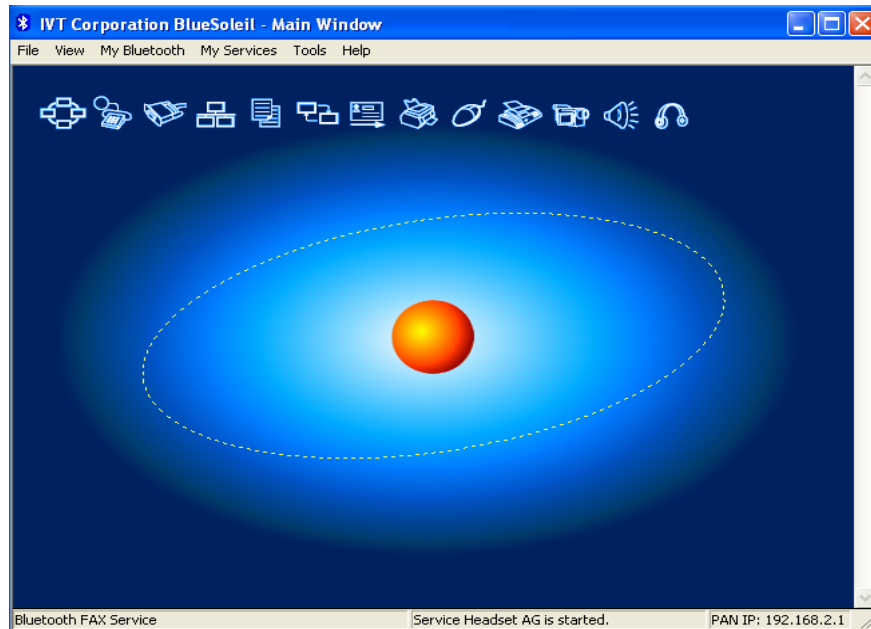 IVT Corporation BlueSoleil - Main Window
File View My Bluetooth My Services Tools Help
Bluetooth FAX Service Service Headset AG is started. PAN IP: 192.168.2.1